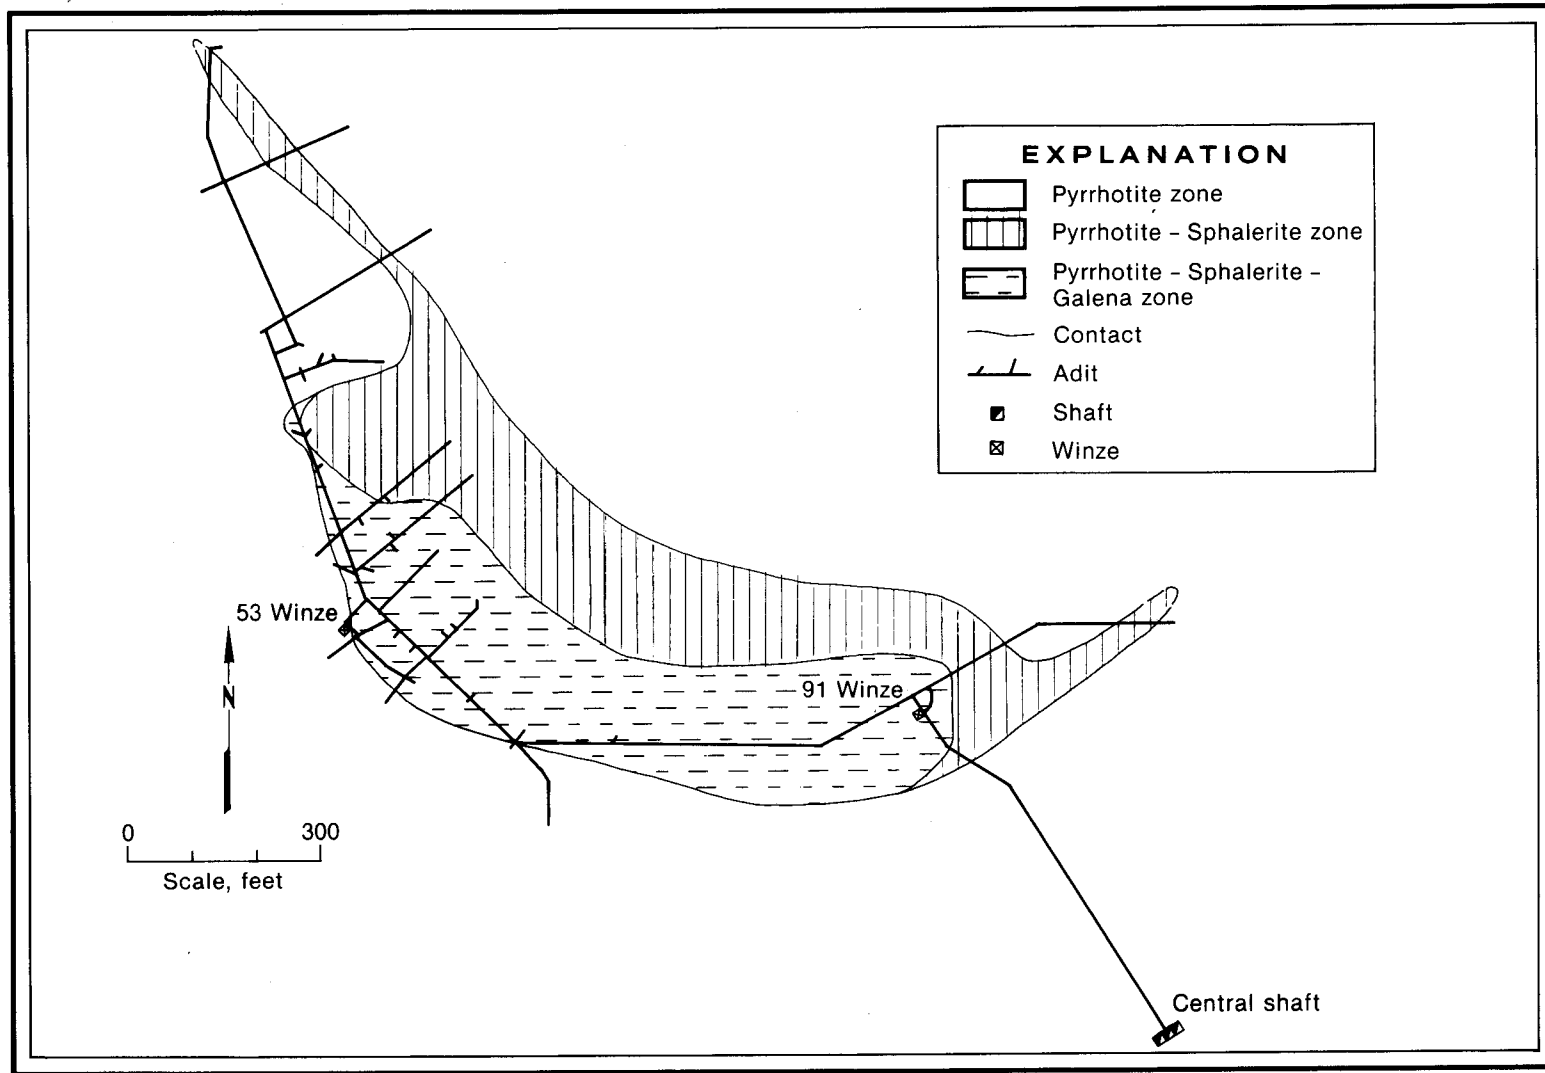 EXPLANATION
Pyrrhotite zone
Pyrrhotite - Sphalerite zone
Pyrrhotite - Sphalerite -
Galena zone
Contact
Adit
Shaft
Winze
53 Winze
N
91 Winze
0 300
Scale, feet
Central shaft